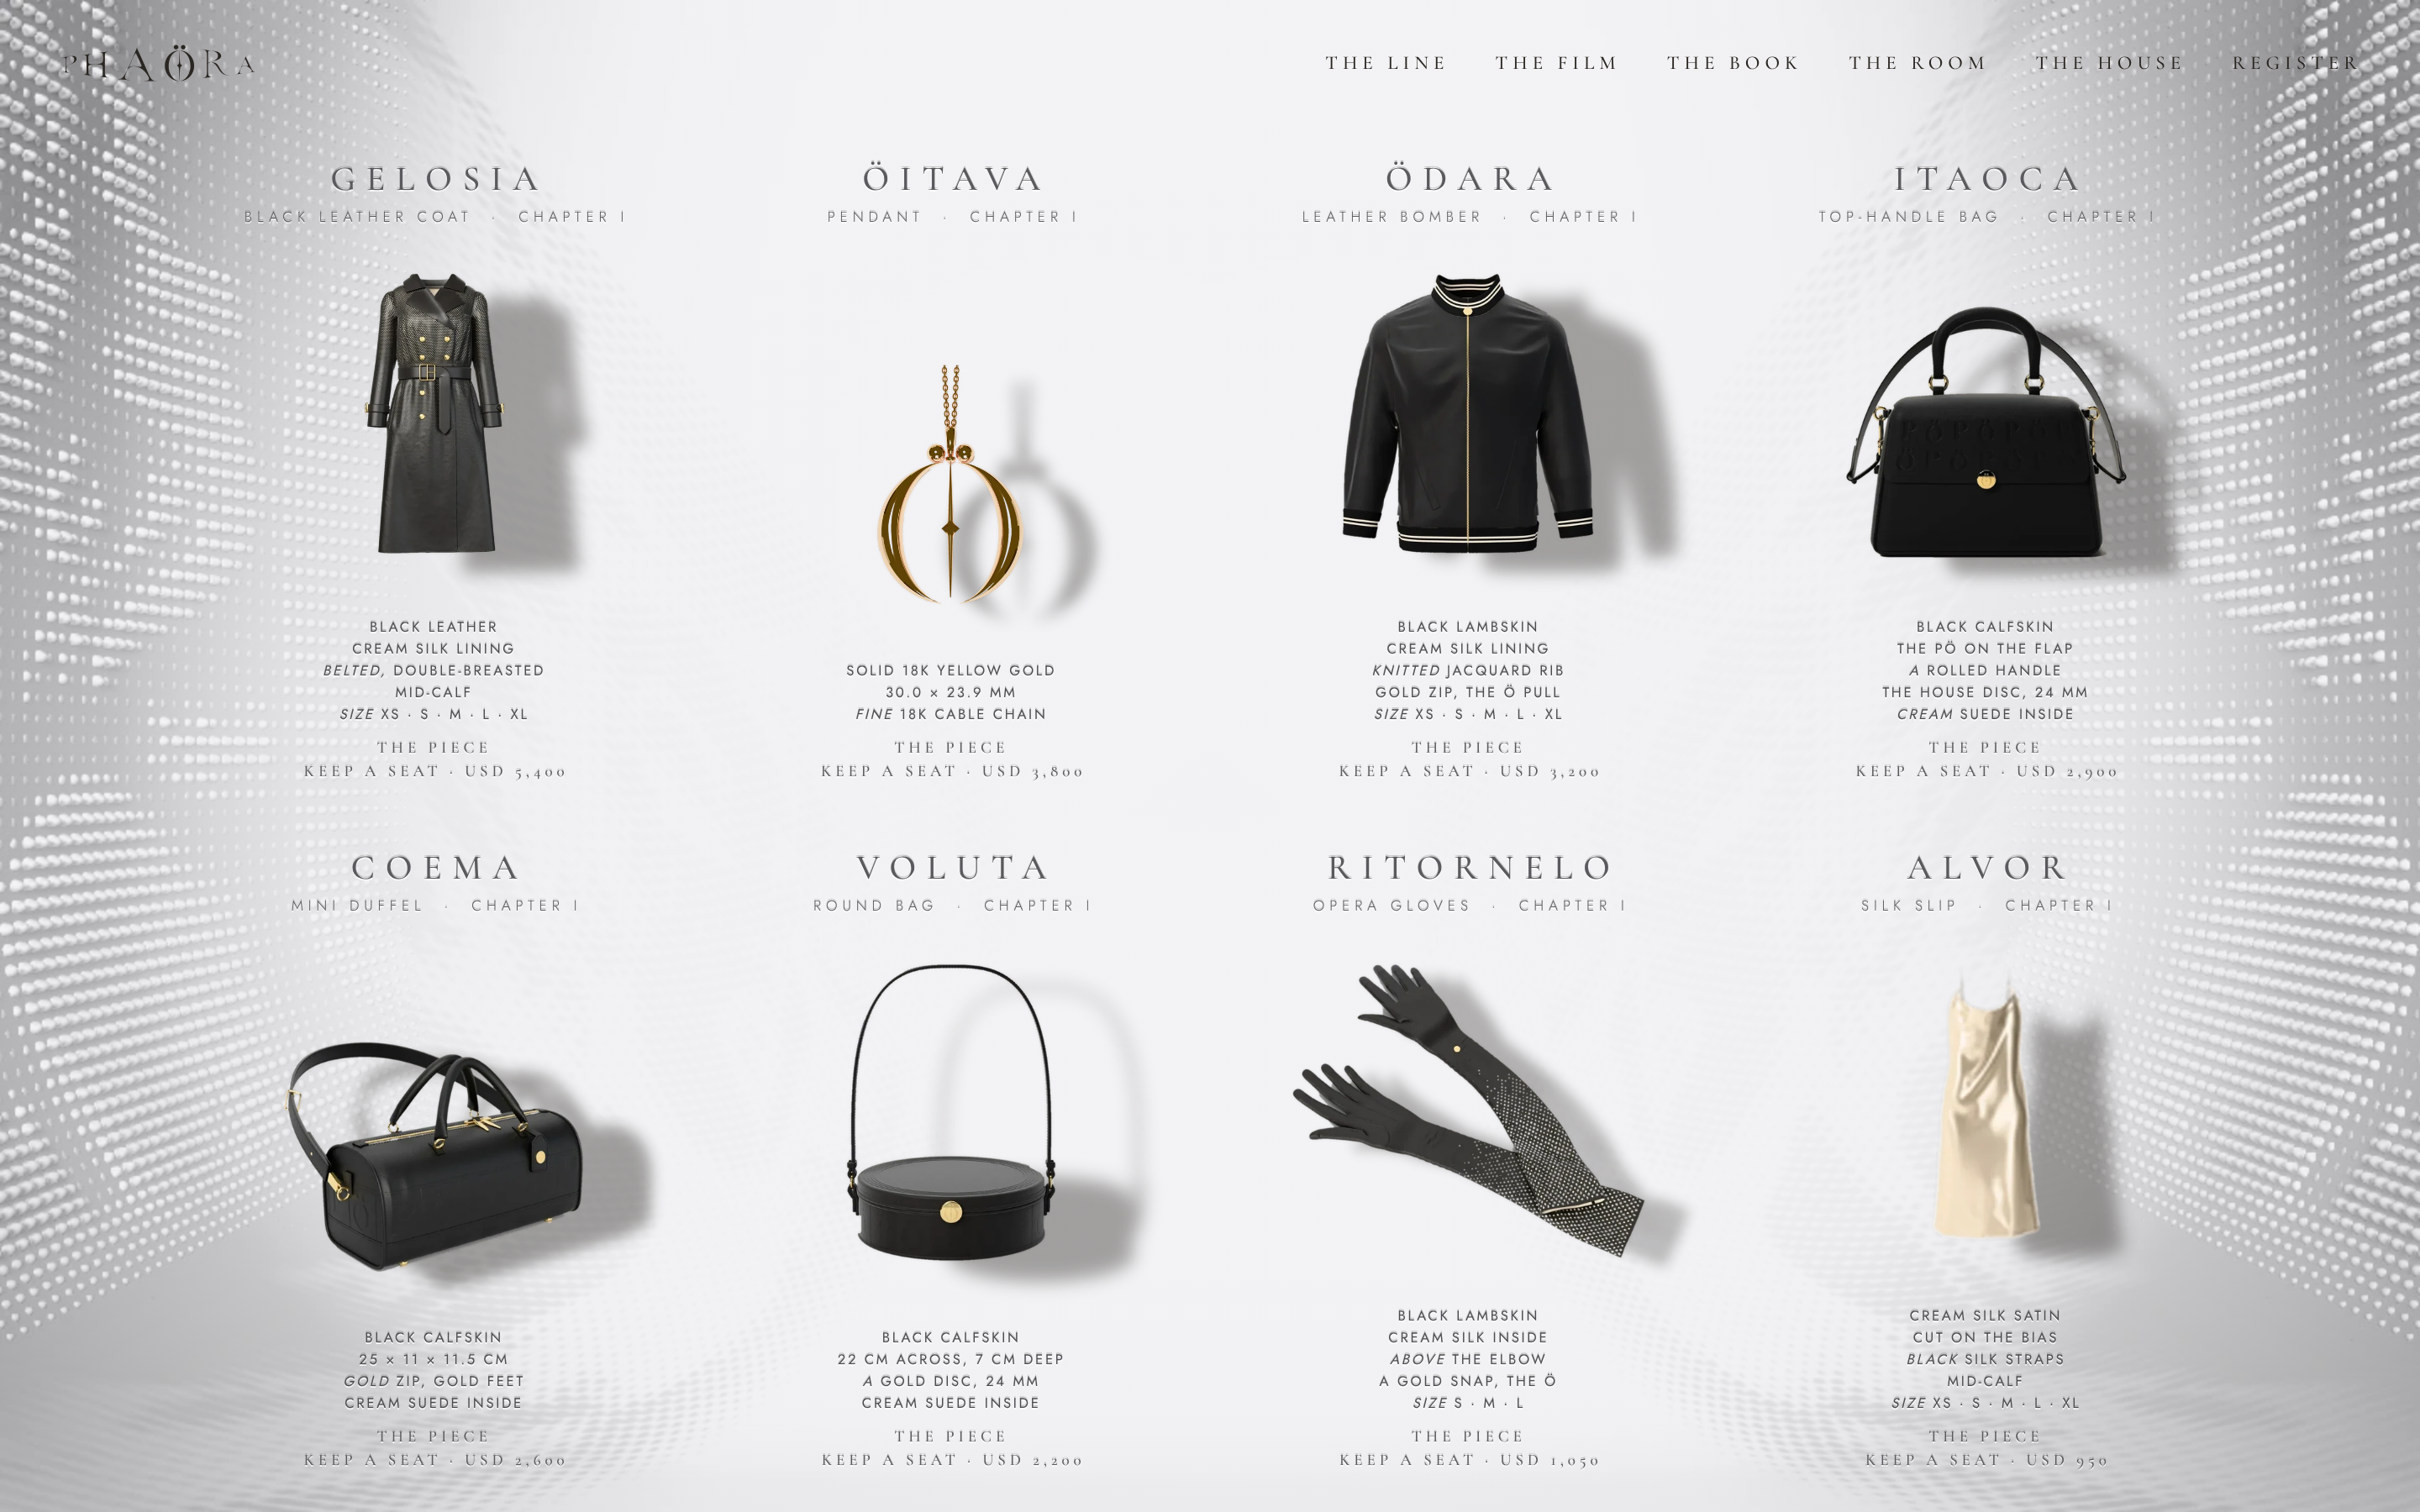 PHAÖRA
THE LINE THE FILM THE BOOK THE ROOM THE HOUSE REGISTER
GELOSIA
BLACK LEATHER COAT · CHAPTER I
BLACK LEATHER
CREAM SILK LINING
BELTED, DOUBLE-BREASTED
MID-CALF
SIZE XS · S · M · L · XL
THE PIECE
KEEP A SEAT · USD 5,400
ÖITAVA
PENDANT · CHAPTER I
SOLID 18K YELLOW GOLD
30.0 × 23.9 MM
FINE 18K CABLE CHAIN
THE PIECE
KEEP A SEAT · USD 3,800
ÖDARA
LEATHER BOMBER · CHAPTER I
BLACK LAMBSKIN
CREAM SILK LINING
KNITTED JACQUARD RIB
GOLD ZIP, THE Ö PULL
SIZE XS · S · M · L · XL
THE PIECE
KEEP A SEAT · USD 3,200
ITAOCA
TOP-HANDLE BAG · CHAPTER I
BLACK CALFSKIN
THE PÖ ON THE FLAP
A ROLLED HANDLE
THE HOUSE DISC, 24 MM
CREAM SUEDE INSIDE
THE PIECE
KEEP A SEAT · USD 2,900
COEMA
MINI DUFFEL · CHAPTER I
BLACK CALFSKIN
25 × 11 × 11.5 CM
GOLD ZIP, GOLD FEET
CREAM SUEDE INSIDE
THE PIECE
KEEP A SEAT · USD 2,600
VOLUTA
ROUND BAG · CHAPTER I
BLACK CALFSKIN
22 CM ACROSS, 7 CM DEEP
A GOLD DISC, 24 MM
CREAM SUEDE INSIDE
THE PIECE
KEEP A SEAT · USD 2,200
RITORNELO
OPERA GLOVES · CHAPTER I
BLACK LAMBSKIN
CREAM SILK INSIDE
ABOVE THE ELBOW
A GOLD SNAP, THE Ö
SIZE S · M · L
THE PIECE
KEEP A SEAT · USD 1,050
ALVOR
SILK SLIP · CHAPTER I
CREAM SILK SATIN
CUT ON THE BIAS
BLACK SILK STRAPS
MID-CALF
SIZE XS · S · M · L · XL
THE PIECE
KEEP A SEAT · USD 950